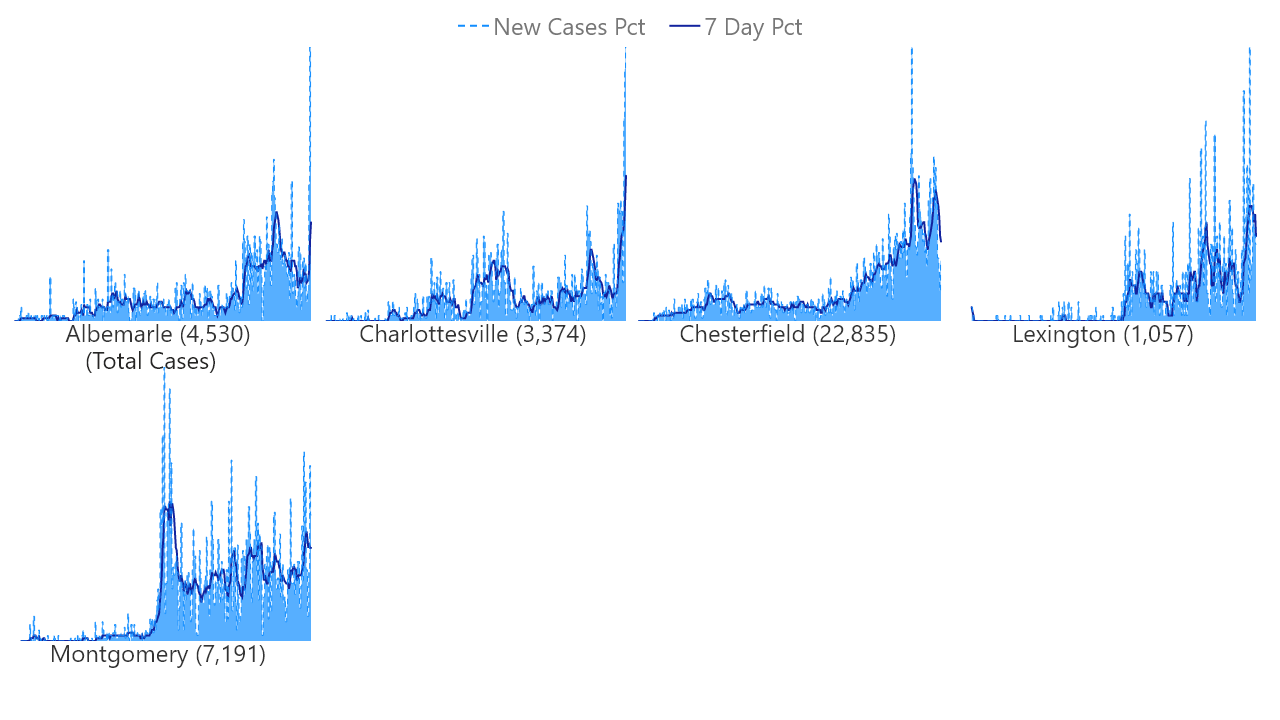 New Cases Pct 7 Day Pct
Albemarle (4,530)
(Total Cases)
Charlottesville (3,374)
Chesterfield (22,835)
Lexington (1,057)
Montgomery (7,191)